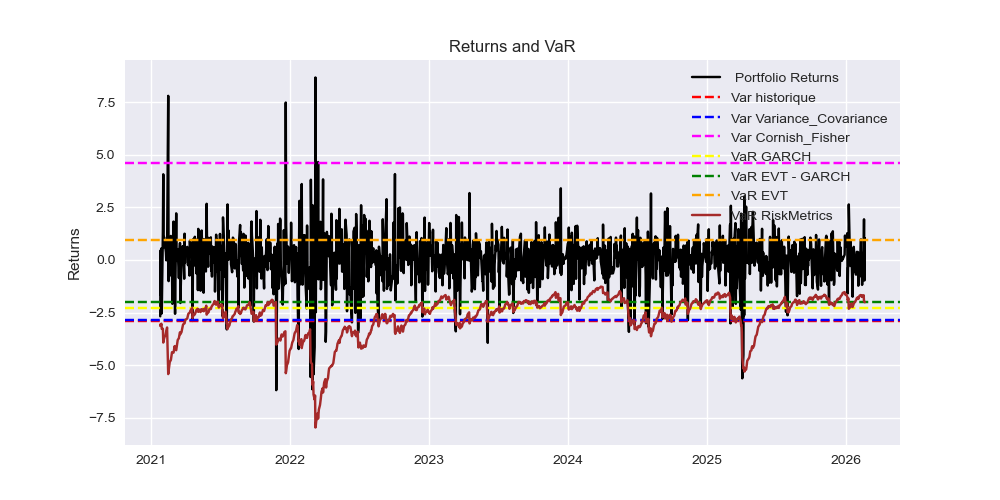 Returns and VaR
Portfolio Returns
Var historique
Var Variance_Covariance
Var Cornish_Fisher
VaR GARCH
VaR EVT - GARCH
VaR EVT
VaR RiskMetrics
Returns
7.5
5.0
2.5
0.0
−2.5
−5.0
−7.5
2021 2022 2023 2024 2025 2026